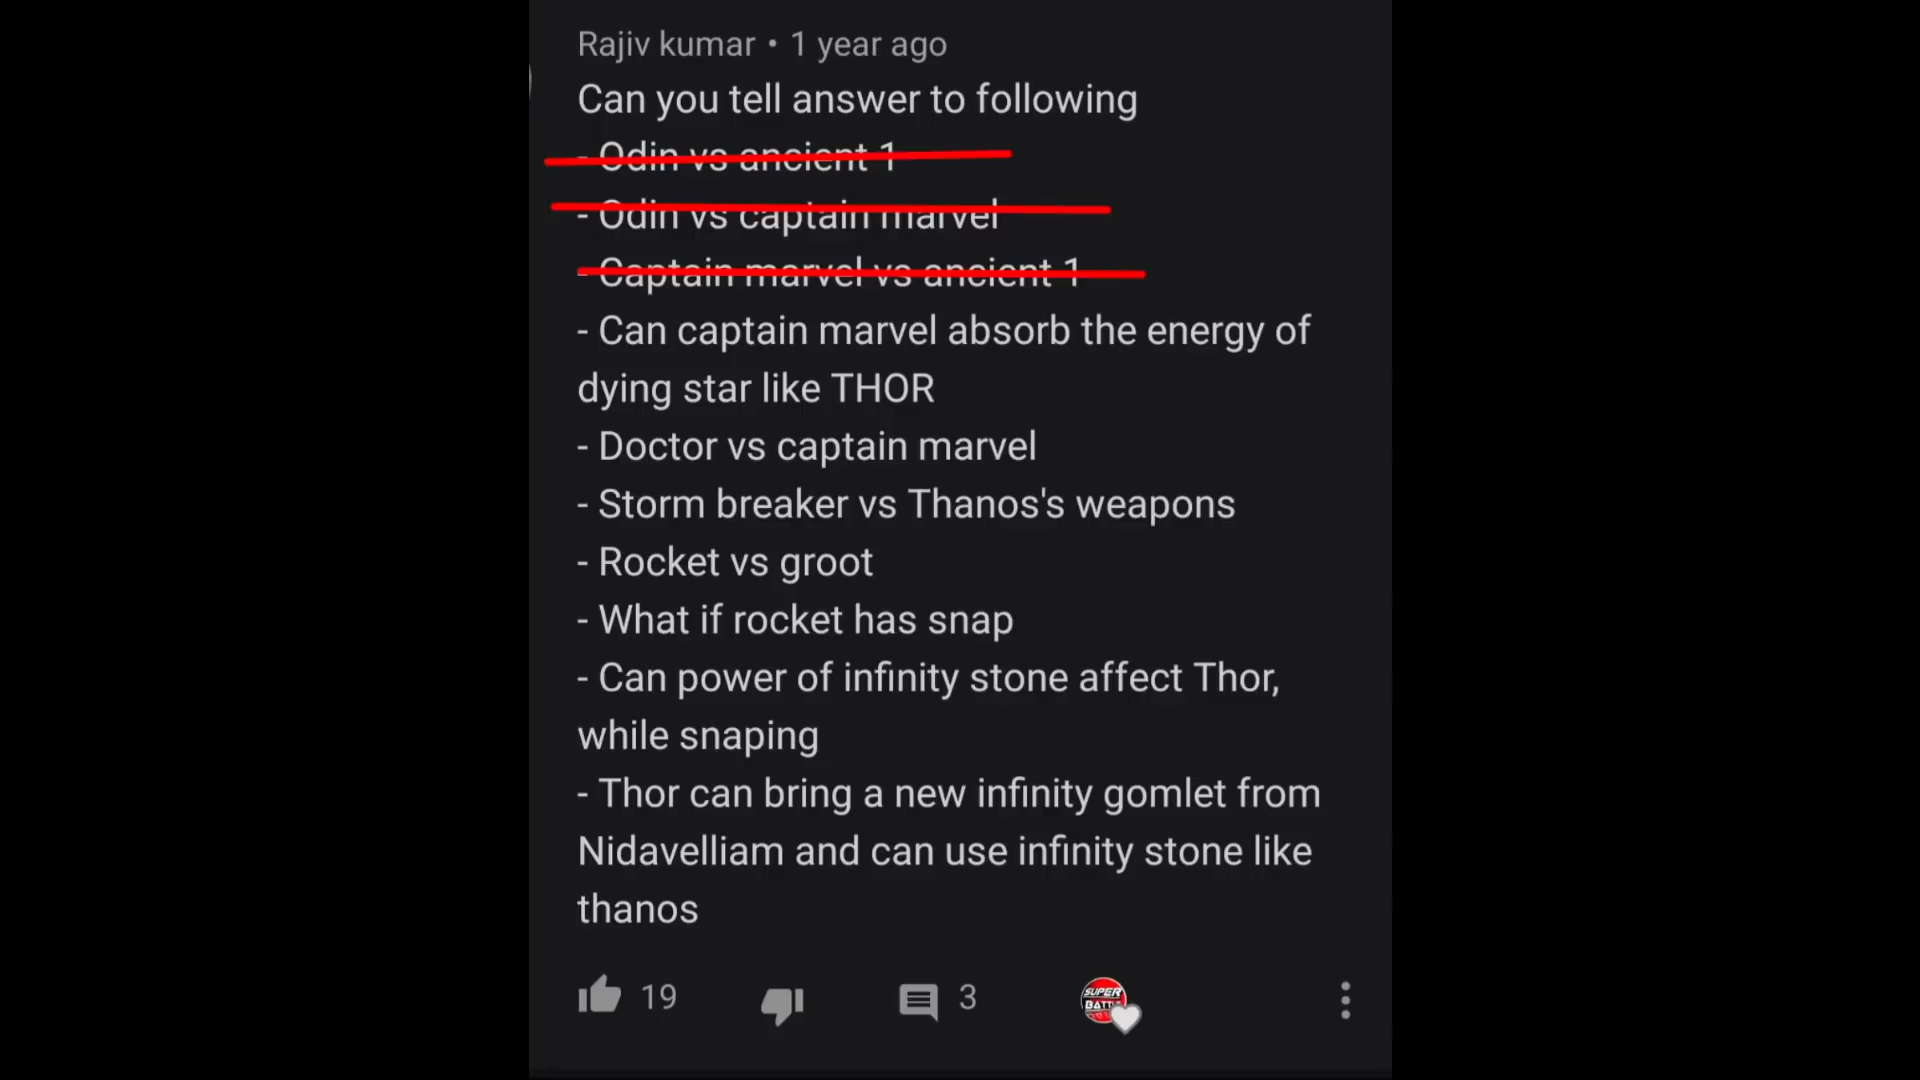 Rajiv kumar • 1 year ago
Can you tell answer to following
- Odin vs ancient 1
- Odin vs captain marvel
- Captain marvel vs ancient 1
- Can captain marvel absorb the energy of
dying star like THOR
- Doctor vs captain marvel
- Storm breaker vs Thanos's weapons
- Rocket vs groot
- What if rocket has snap
- Can power of infinity stone affect Thor,
while snaping
- Thor can bring a new infinity gomlet from
Nidavelliam and can use infinity stone like
thanos
19
3
SUPER